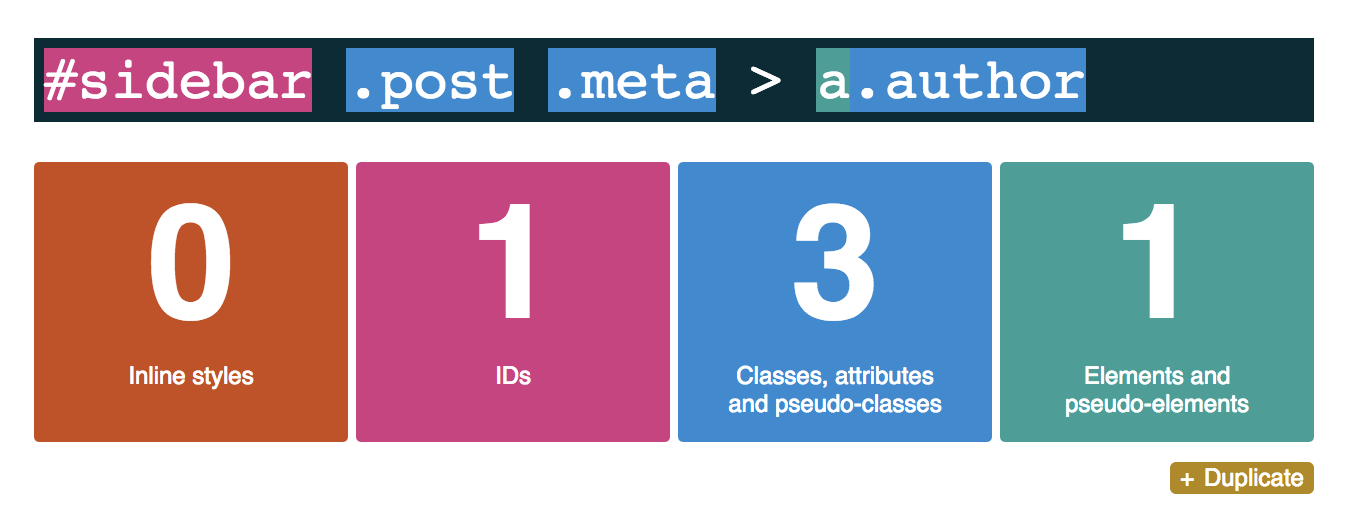 #sidebar .post .meta > a.author
0
Inline styles
1
IDs
3
Classes, attributes
and pseudo-classes
1
Elements and
pseudo-elements
+ Duplicate